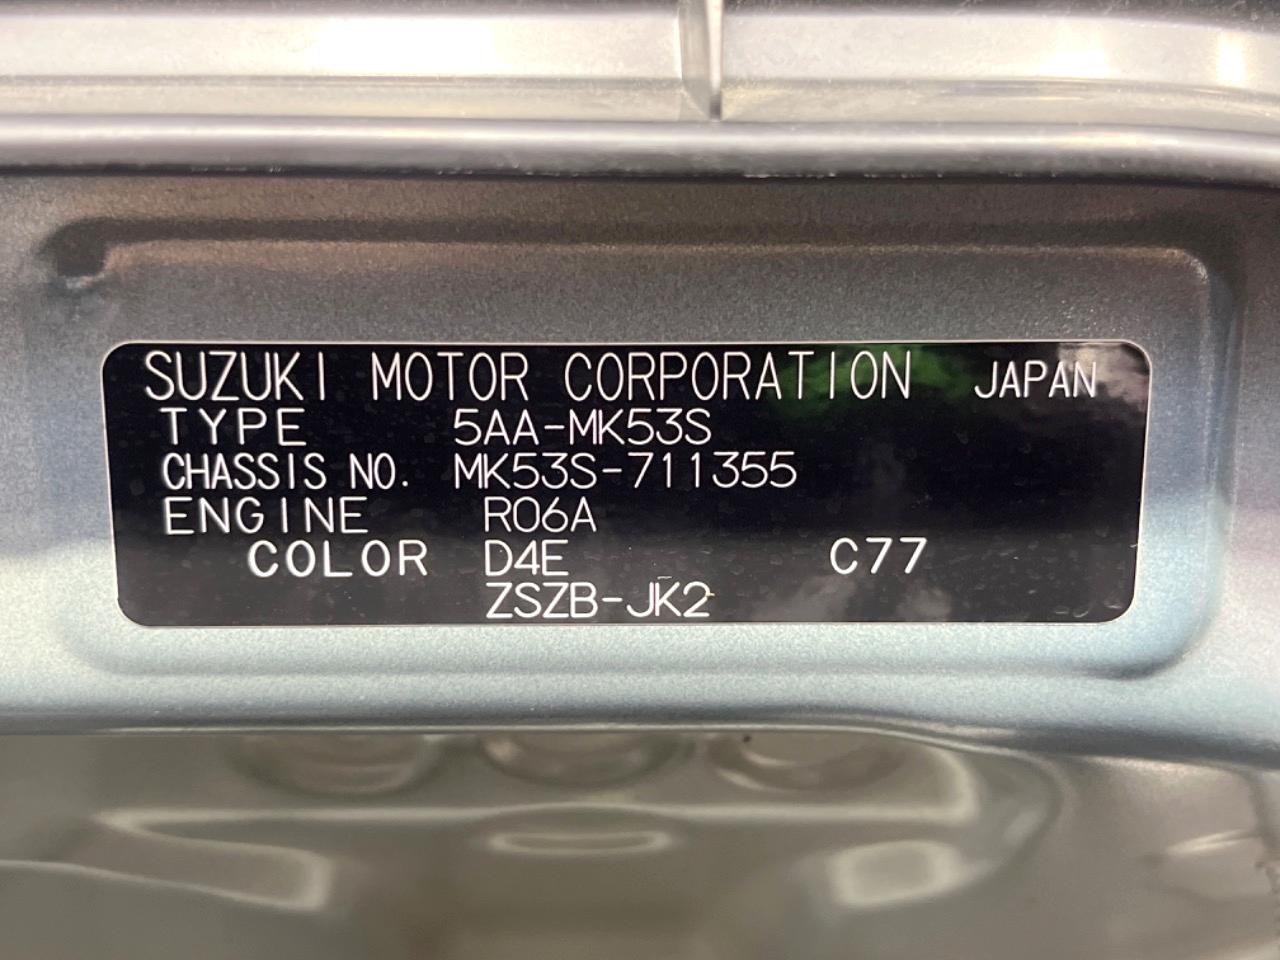 SUZUKI MOTOR CORPORATION JAPAN
TYPE 5AA-MK53S
CHASSIS NO. MK53S-711355
ENGINE R06A
COLOR D4E C77
ZSZB-JK2